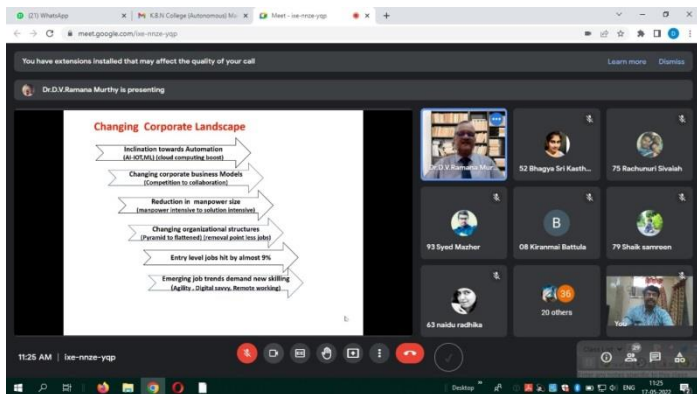 (21) WhatsApp
K.B.N College (Autonomous) Mi
Meet - ixe-nnze-yqp
meet.google.com/ixe-nnze-yqp
You have extensions installed that may affect the quality of your call
Learn more
Dismiss
Dr.D.V.Ramana Murthy is presenting
Changing Corporate Landscape
Inclination towards Automation
(AI-IOT,ML) (cloud computing boost)
Changing corporate business Models
(Competition to collaboration)
Reduction in manpower size
(manpower intensive to solution intensive)
Changing organizational structures
(Pyramid to flattened) (removal point less jobs)
Entry level jobs hit by almost 9%
Emerging job trends demand new skilling
(Agility , Digital savvy, Remote working)
Dr.D.V.Ramana Mur...
52 Bhagya Sri Kasth...
75 Rachunuri Sivaiah
93 Syed Mazher
B
08 Kiranmai Battula
79 Shaik samreen
63 naidu radhika
36
20 others
You
11:25 AM | ixe-nnze-yqp
29
Desktop
ENG
11:25
17-05-2022